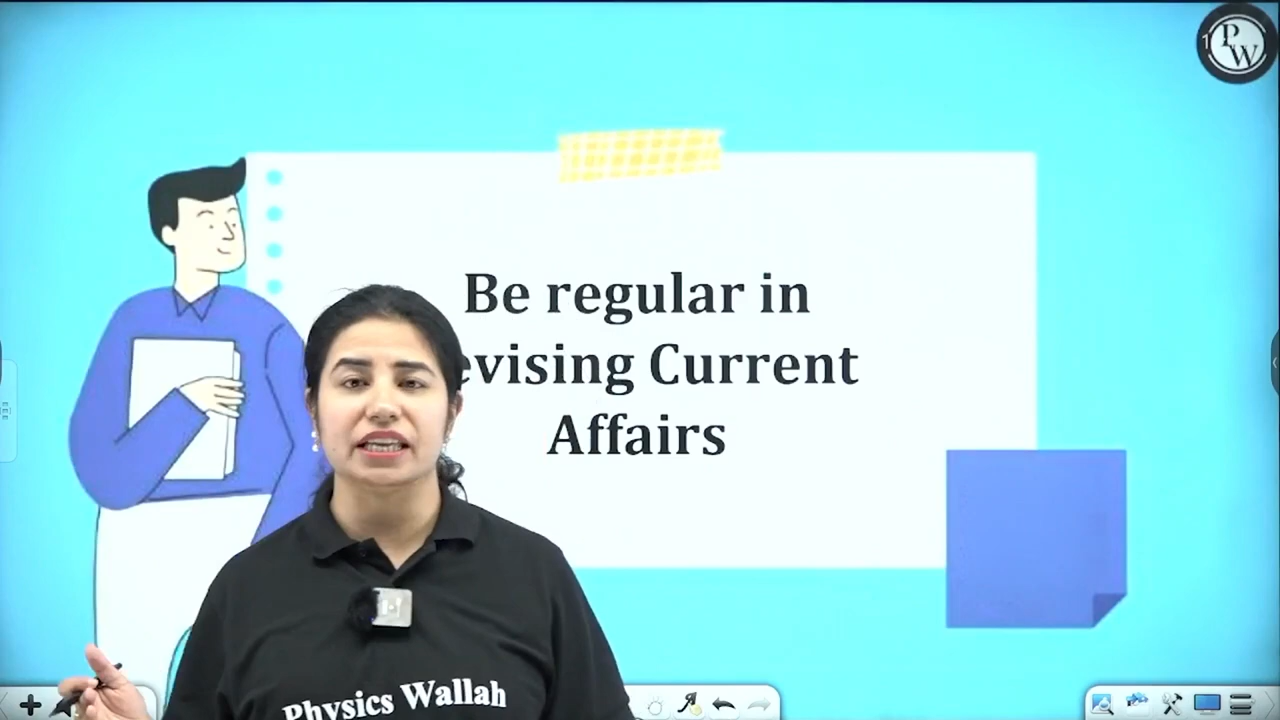 PW
Be regular in
evising Current
Affairs
Physics Wallah